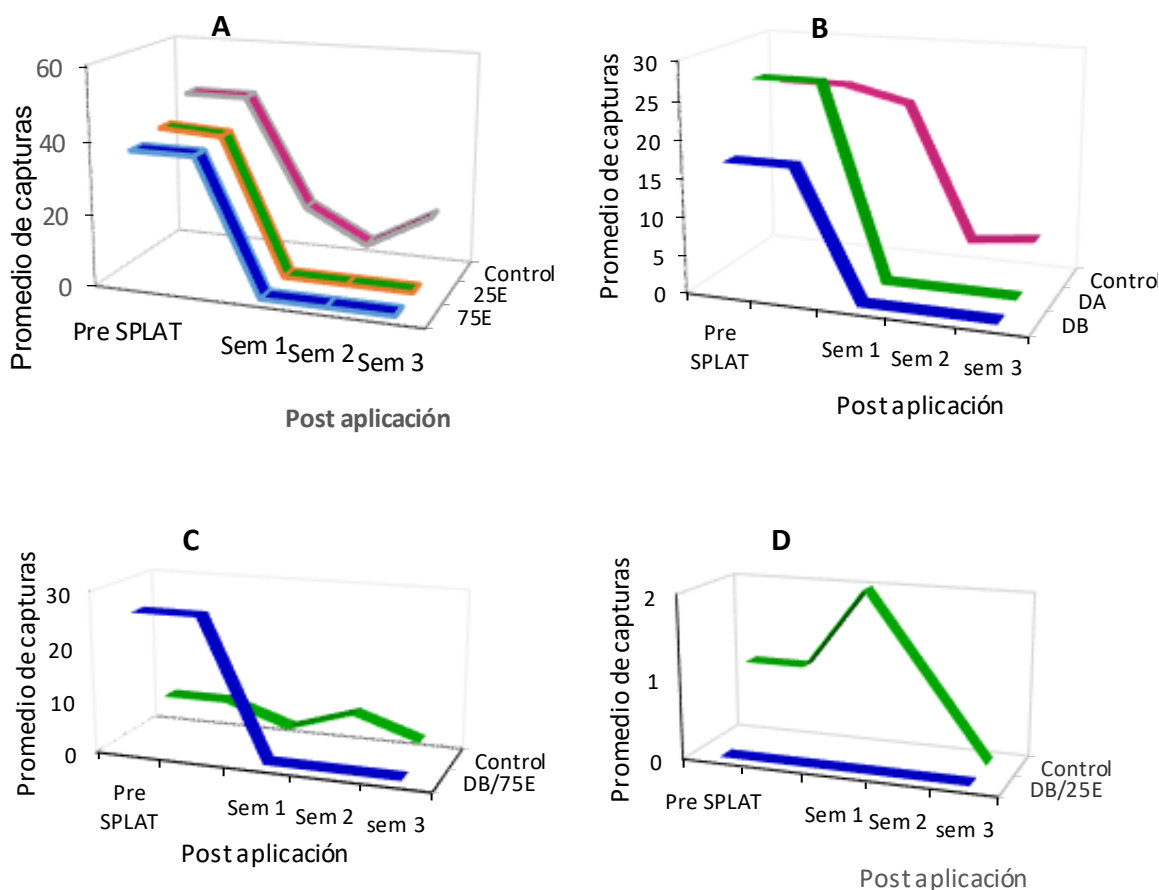 A
Promedio de capturas
60
40
20
0
Pre SPLAT
Sem 1
Sem 2
Sem 3
Control
25E
75E
Post aplicación
B
Promedio de capturas
30
25
20
15
10
5
0
Pre
SPLAT
Sem 1
Sem 2
sem 3
Control
DA
DB
Post aplicación
C
Promedio de capturas
30
20
10
0
Pre
SPLAT
Sem 1
Sem 2
sem 3
Control
DB/75E
Post aplicación
D
Promedio de capturas
2
1
0
Pre SPLAT
Sem 1
Sem 2
sem 3
Control
DB/25E
Post aplicación